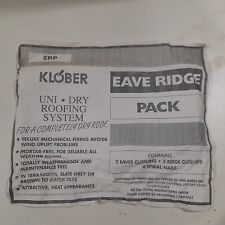 ERP
KLÖBER
UNI • DRY
ROOFING
SYSTEM
FOR A COMPLETELY DRY RIDGE
• SECURE MECHANICAL FIXING AVOIDS
WIND UPLIFT PROBLEMS
• MORTAR-FREE, FOR RELIABLE ALL
WEATHER FIXING
• TOTALLY WEATHERPROOF AND
MAINTENANCE FREE
• IN TERRACOTTA, SLATE GREY OR
BROWN TO MATCH TILES
• ATTRACTIVE, NEAT APPEARANCE
EAVE RIDGE
PACK
CONTAINS
2 EAVES CLOSURES • 2 RIDGE CLOSURES
4 SPIRAL NAILS